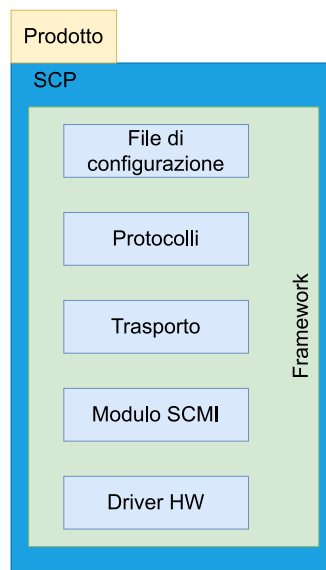 Prodotto
SCP
File di
configurazione
Protocolli
Trasporto
Framework
Modulo SCMI
Driver HW